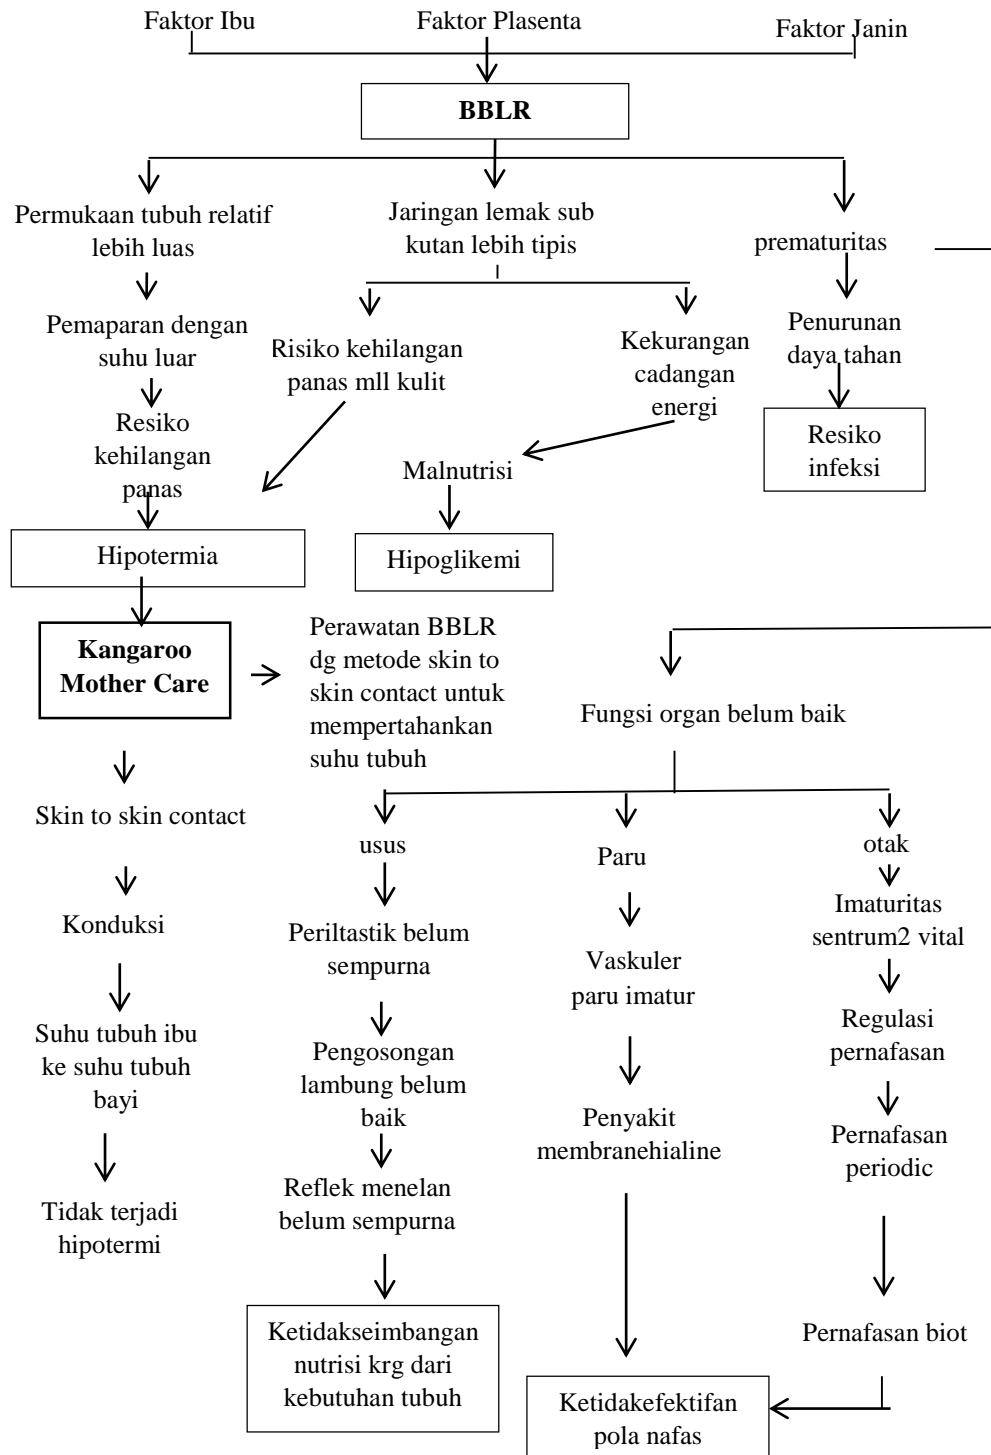 Faktor Ibu
Faktor Plasenta
Faktor Janin
BBLR
Permukaan tubuh relatif
lebih luas
Jaringan lemak sub
kutan lebih tipis
prematuritas
Pemaparan dengan
suhu luar
Risiko kehilangan
panas mll kulit
Kekurangan
cadangan
energi
Penurunan
daya tahan
Resiko
kehilangan
panas
Malnutrisi
Resiko
infeksi
Hipotermia
Hipoglikemi
Kangaroo
Mother Care
Perawatan BBLR
dg metode skin to
skin contact untuk
mempertahankan
suhu tubuh
Fungsi organ belum baik
Skin to skin contact
usus
Paru
otak
Konduksi
Periltastik belum
sempurna
Vaskuler
paru imatur
Imaturitas
sentrum2 vital
Suhu tubuh ibu
ke suhu tubuh
bayi
Pengosongan
lambung belum
baik
Penyakit
membranehialine
Regulasi
pernafasan
Pernafasan
periodic
Tidak terjadi
hipotermi
Reflek menelan
belum sempurna
Ketidakseimbangan
nutrisi krg dari
kebutuhan tubuh
Pernafasan biot
Ketidakefektifan
pola nafas